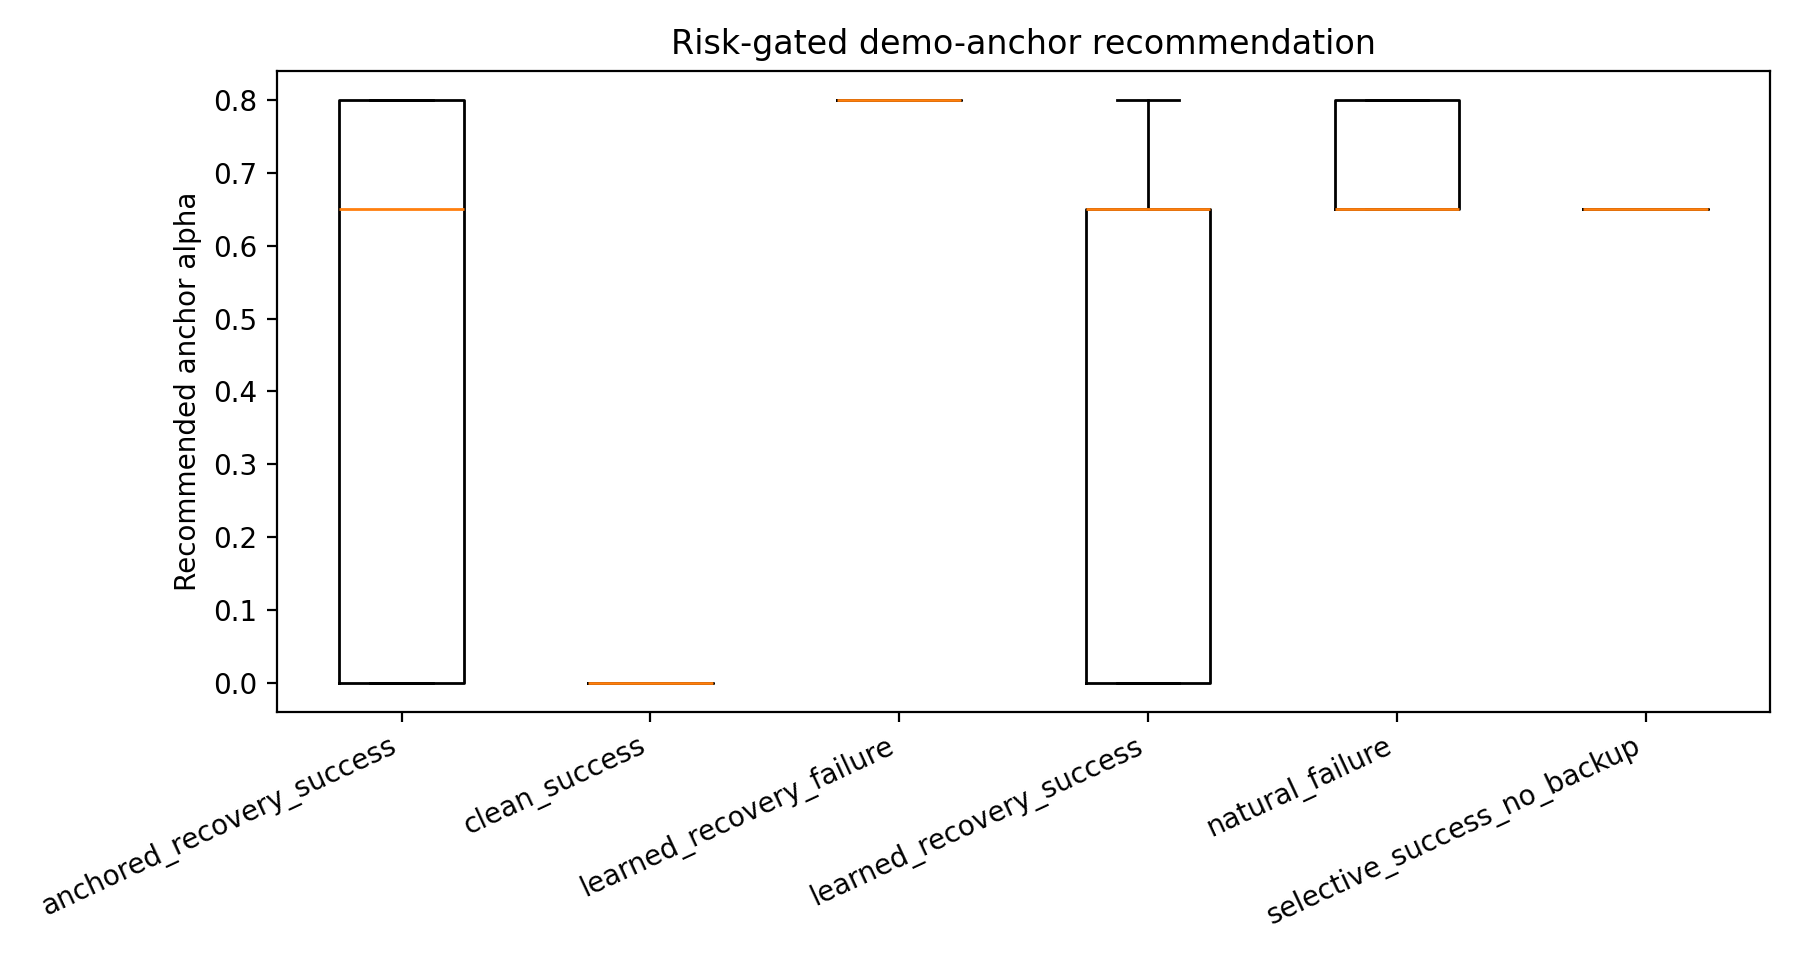 Risk-gated demo-anchor recommendation
Recommended anchor alpha
0.8
0.7
0.6
0.5
0.4
0.3
0.2
0.1
0.0
anchored_recovery_success
clean_success
learned_recovery_failure
learned_recovery_success
natural_failure
selective_success_no_backup